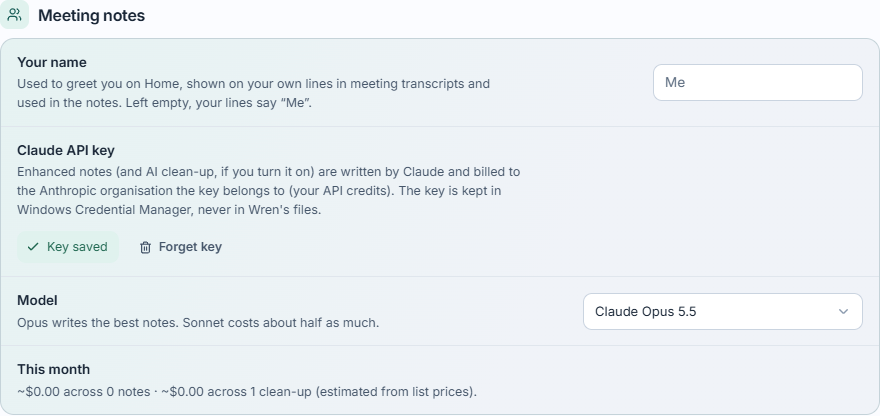 Meeting notes
Your name
Used to greet you on Home, shown on your own lines in meeting transcripts and
used in the notes. Left empty, your lines say “Me”.
Me
Claude API key
Enhanced notes (and AI clean-up, if you turn it on) are written by Claude and billed to
the Anthropic organisation the key belongs to (your API credits). The key is kept in
Windows Credential Manager, never in Wren's files.
Key saved
Forget key
Model
Opus writes the best notes. Sonnet costs about half as much.
Claude Opus 5.5
This month
~$0.00 across 0 notes · ~$0.00 across 1 clean-up (estimated from list prices).